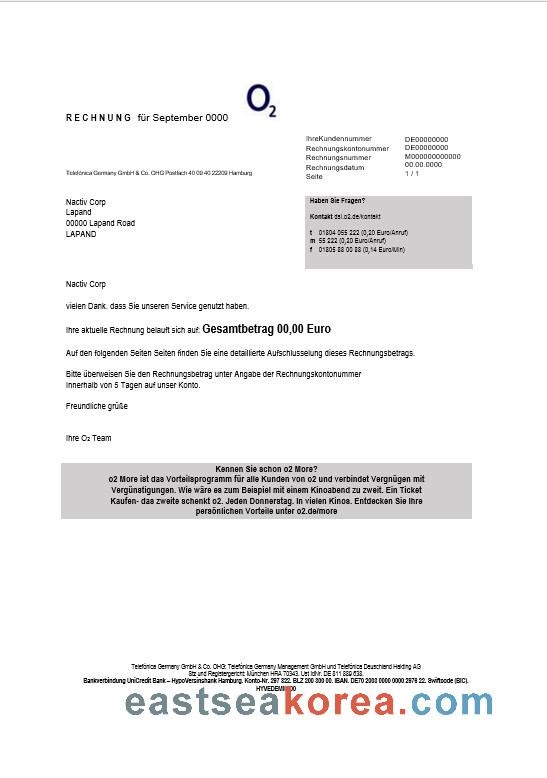 O2
RECHNUNG für September 0000
IhreKundennummer DE00000000
Rechnungskontonummer DE00000000
Rechnungsnummer M000000000000
Rechnungsdatum 00.00.0000
Seite 1 / 1
Telefónica Germany GmbH & Co. OHG Postfach 40 09 40 22209 Hamburg
Nactiv Corp
Lapand
00000 Lapand Road
LAPAND
Haben Sie Fragen?
Kontakt dsl.o2.de/kontakt
t 01804 055 222 (0,20 Euro/Anruf)
m 55 222 (0,20 Euro/Anruf)
f 01805 88 00 88 (0,14 Euro/Min)
Nactiv Corp
vielen Dank. dass Sie unseren Service genutzt haben.
Ihre aktuelle Rechnung belauft sich auf: Gesamtbetrag 00,00 Euro
Auf den folgenden Seiten Seiten finden Sie eine detaillierte Aufschlusselung dieses Rechnungsbetrags.
Bitte überweisen Sie den Rechnungsbetrag unter Angabe der Rechnungskontonummer
Innerhalb von 5 Tagen auf unser Konto.
Freundliche grüße
Ihre O2 Team
Kennen Sie schon o2 More?
o2 More ist das Vorteilsprogramm für alle Kunden von o2 und verbindet Vergnügen mit
Vergünstigungen. Wie wäre es zum Beispiel mit einem Kinoabend zu zweit. Ein Ticket
Kaufen- das zweite schenkt o2. Jeden Donnerstag. In vielen Kinos. Entdecken Sie Ihre
persönlichen Vorteile unter o2.de/more
Telefónica Germany GmbH & Co. OHG: Telefónica Germany Management GmbH und Telefónica Deuschland Holding AG
Sitz und Registergericht: München HRA 70343. Ust IdNr. DE 811 889 638.
Bankverbindung UniCredit Bank – HypoVersinshank Hamburg. Konto-Nr. 297 822. BLZ 200 300 00. IBAN. DE70 2003 0000 0000 2978 22. Swiftsode (BIC).
eastseakorea.com